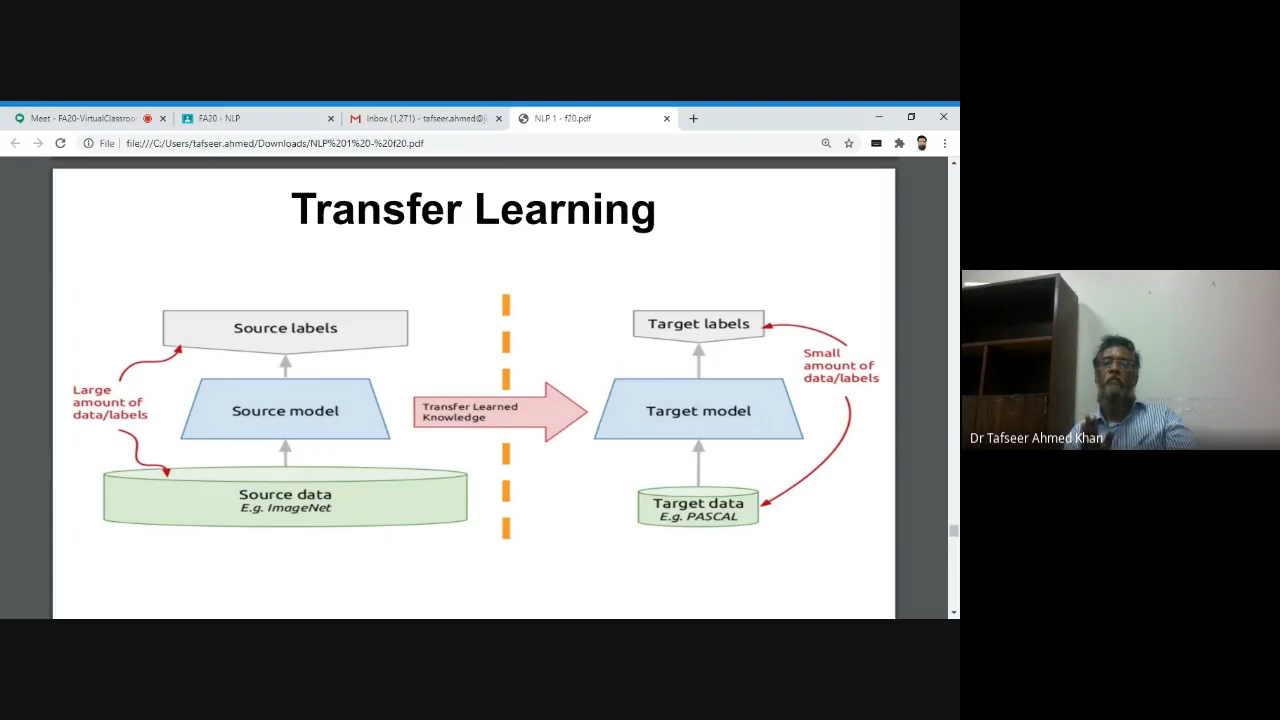 Meet - FA20-VirtualClassroo
FA20 - NLP
Inbox (1,271) - tafseer.ahmed@ji
NLP 1 - f20.pdf
File
file:///C:/Users/tafseer.ahmed/Downloads/NLP%201%20-%20f20.pdf
Transfer Learning
Source labels
Large
amount of
data/labels
Source model
Source data
E.g. ImageNet
Transfer Learned
Knowledge
Target labels
Small
amount of
data/labels
Target model
Target data
E.g. PASCAL
Dr Tafseer Ahmed Khan